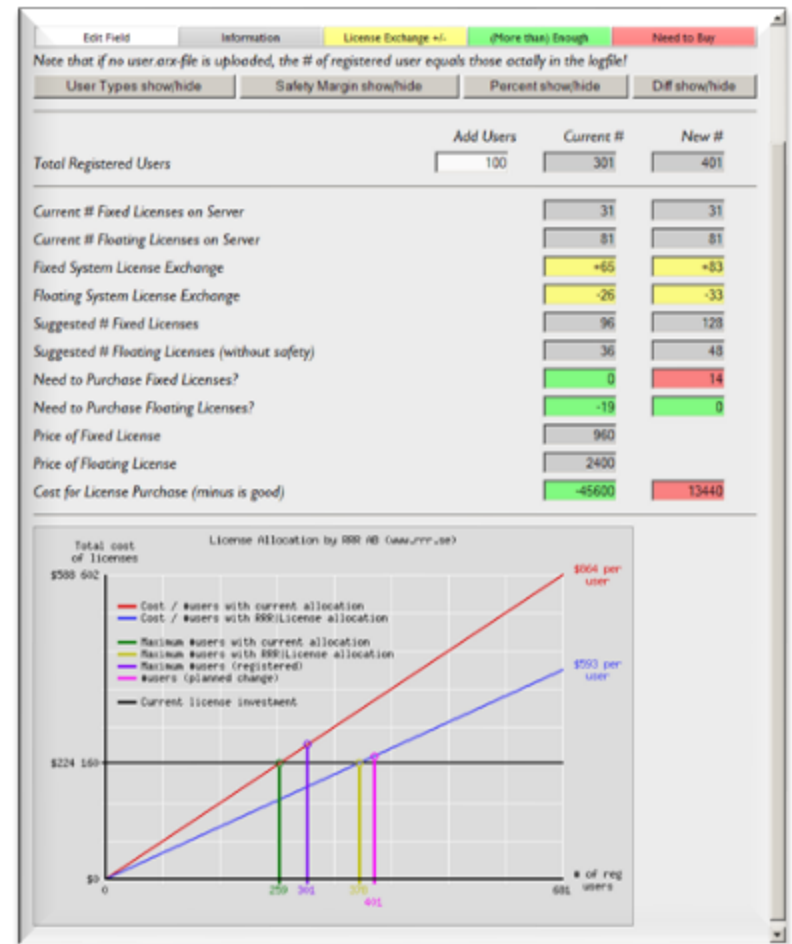 Edit Field Information License Exchange +/- (More than) Enough Need to Buy
Note that if no user.arx-file is uploaded, the # of registered user equals those actally in the logfile!
User Types show/hide Safety Margin show/hide Percent show/hide Diff show/hide
Add Users Current # New #
Total Registered Users 100 301 401
Current # Fixed Licenses on Server 31 31
Current # Floating Licenses on Server 81 81
Fixed System License Exchange +65 +83
Floating System License Exchange -26 -33
Suggested # Fixed Licenses 96 128
Suggested # Floating Licenses (without safety) 36 48
Need to Purchase Fixed Licenses? 0 14
Need to Purchase Floating Licenses? -19 0
Price of Fixed License 960
Price of Floating License 2400
Cost for License Purchase (minus is good) -45600 13440
License Allocation by RRR AB (www.rrr.se)
Total cost
of licenses
$588 602
$864 per
user
Cost / #users with current allocation
Cost / #users with RRR|License allocation
Maximum #users with current allocation
Maximum #users with RRR|License allocation
Maximum #users (registered)
#users (planned change)
Current license investment
$593 per
user
$224 160
$0
# of reg
users
0 259 301 378 401 681